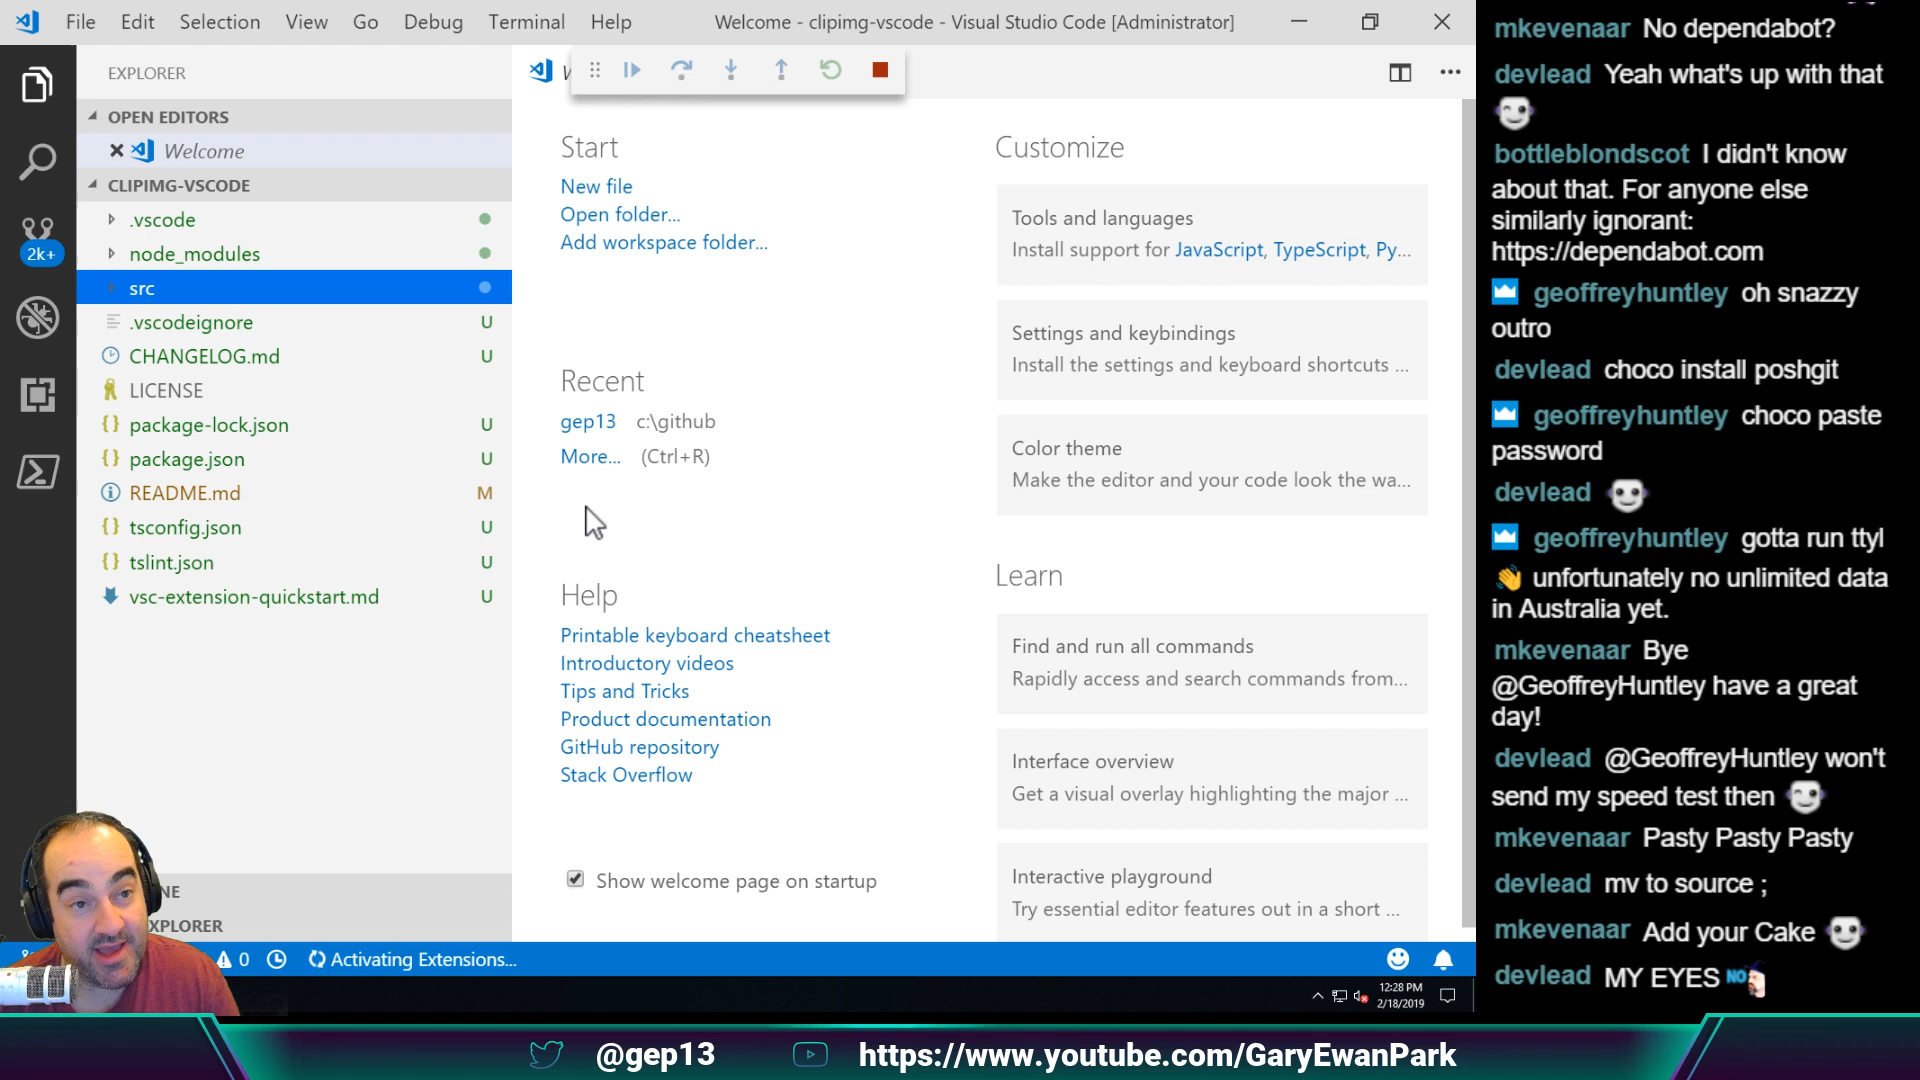 File Edit Selection View Go Debug Terminal Help Welcome - clipimg-vscode - Visual Studio Code [Administrator]
EXPLORER
OPEN EDITORS
Welcome
CLIPIMG-VSCODE
.vscode
node_modules
src
.vscodeignore U
CHANGELOG.md U
LICENSE
package-lock.json U
package.json U
README.md M
tsconfig.json U
tslint.json U
vsc-extension-quickstart.md U
2k+
NE
XPLORER
0 Activating Extensions...
Start
New file
Open folder...
Add workspace folder...
Recent
gep13 c:\github
More... (Ctrl+R)
Help
Printable keyboard cheatsheet
Introductory videos
Tips and Tricks
Product documentation
GitHub repository
Stack Overflow
Show welcome page on startup
Customize
Tools and languages
Install support for JavaScript, TypeScript, Py...
Settings and keybindings
Install the settings and keyboard shortcuts ...
Color theme
Make the editor and your code look the wa...
Learn
Find and run all commands
Rapidly access and search commands from...
Interface overview
Get a visual overlay highlighting the major ...
Interactive playground
Try essential editor features out in a short ...
12:28 PM
2/18/2019
mkevenaar No dependabot?
devlead Yeah what's up with that
bottleblondscot I didn't know
about that. For anyone else
similarly ignorant:
https://dependabot.com
geoffreyhuntley oh snazzy
outro
devlead choco install poshgit
geoffreyhuntley choco paste
password
devlead
geoffreyhuntley gotta run ttyl
unfortunately no unlimited data
in Australia yet.
mkevenaar Bye
@GeoffreyHuntley have a great
day!
devlead @GeoffreyHuntley won't
send my speed test then
mkevenaar Pasty Pasty Pasty
devlead mv to source ;
mkevenaar Add your Cake
devlead MY EYES NO
@gep13 https://www.youtube.com/GaryEwanPark